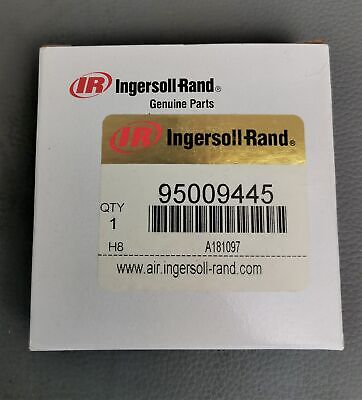 IR Ingersoll-Rand®
Genuine Parts
IR Ingersoll-Rand®
95009445
QTY
1
H8 A181097
www.air.ingersoll-rand.com